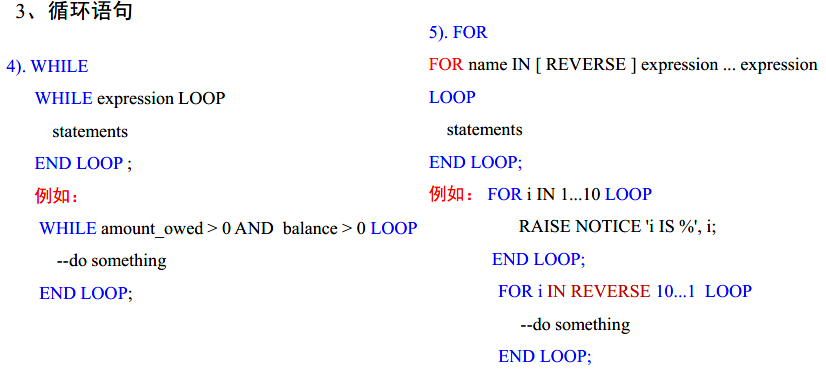 3、循环语句
4). WHILE
WHILE expression LOOP
statements
END LOOP ;
例如：
WHILE amount_owed > 0 AND balance > 0 LOOP
--do something
END LOOP;
5). FOR
FOR name IN [ REVERSE ] expression ... expression
LOOP
statements
END LOOP;
例如： FOR i IN 1...10 LOOP
RAISE NOTICE 'i IS %', i;
END LOOP;
FOR i IN REVERSE 10...1 LOOP
--do something
END LOOP;